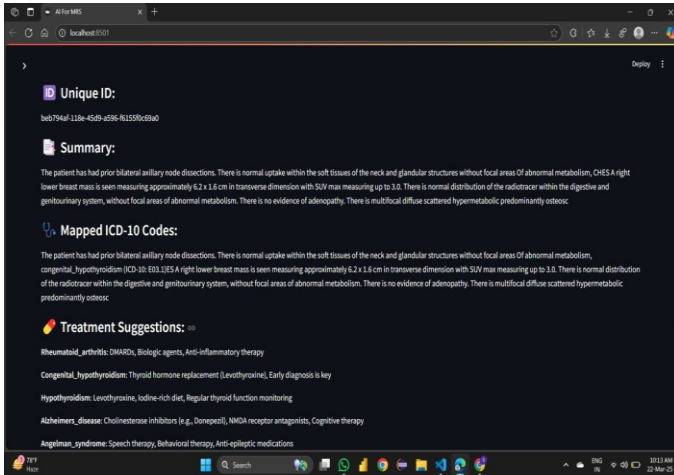 AI For MRS
localhost:8501
Deploy
ID Unique ID:
beb794af-118e-45d9-a596-f6155f0c69a0
Summary:
The patient has had prior bilateral axillary node dissections. There is normal uptake within the soft tissues of the neck and glandular structures without focal areas Of abnormal metabolism, CHES A right
lower breast mass is seen measuring approximately 6.2 x 1.6 cm in transverse dimension with SUV max measuring up to 3.0. There is normal distribution of the radiotracer within the digestive and
genitourinary system, without focal areas of abnormal metabolism. There is no evidence of adenopathy. There is multifocal diffuse scattered hypermetabolic predominantly osteosc
Mapped ICD-10 Codes:
The patient has had prior bilateral axillary node dissections. There is normal uptake within the soft tissues of the neck and glandular structures without focal areas Of abnormal metabolism,
congenital_hypothyroidism (ICD-10: E03.1)ES A right lower breast mass is seen measuring approximately 6.2 x 1.6 cm in transverse dimension with SUV max measuring up to 3.0. There is normal distribution
of the radiotracer within the digestive and genitourinary system, without focal areas of abnormal metabolism. There is no evidence of adenopathy. There is multifocal diffuse scattered hypermetabolic
predominantly osteosc
Treatment Suggestions:
Rheumatoid_arthritis: DMARDs, Biologic agents, Anti-inflammatory therapy
Congenital_hypothyroidism: Thyroid hormone replacement (Levothyroxine), Early diagnosis is key
Hypothyroidism: Levothyroxine, Iodine-rich diet, Regular thyroid function monitoring
Alzheimers_disease: Cholinesterase inhibitors (e.g., Donepezil), NMDA receptor antagonists, Cognitive therapy
Angelman_syndrome: Speech therapy, Behavioral therapy, Anti-epileptic medications
78°F
Haze
Search
ENG
IN
10:13 AM
22-Mar-25